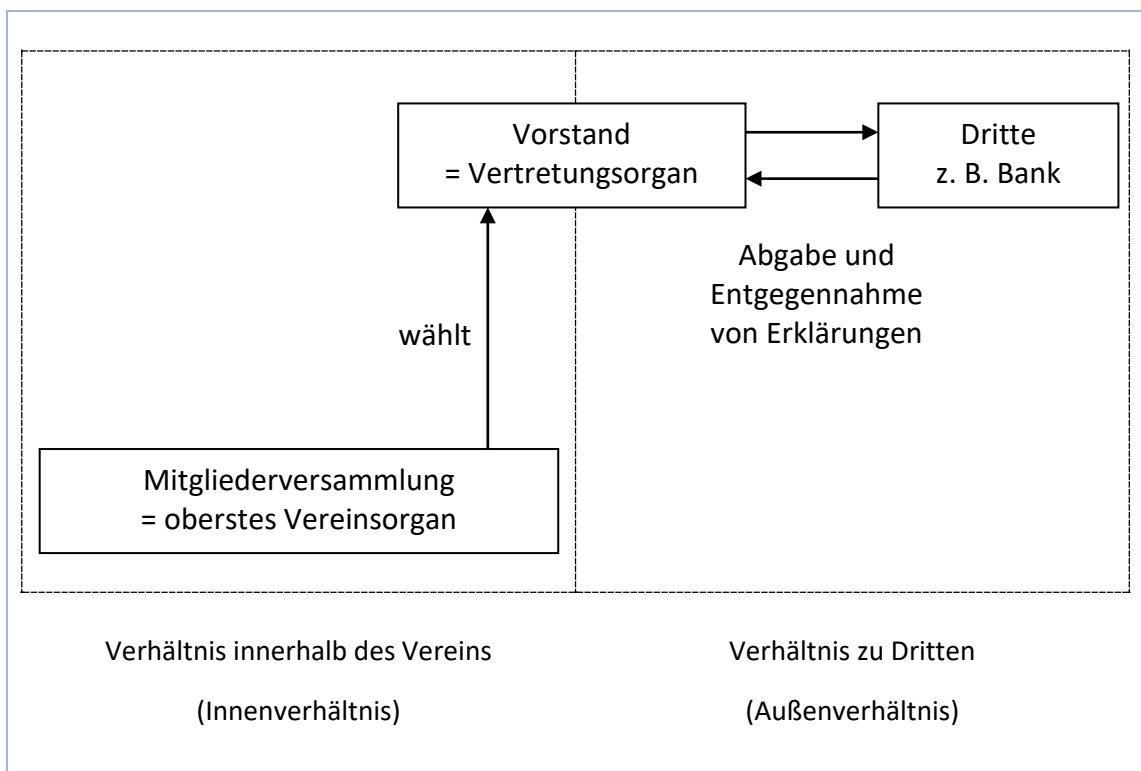 Vorstand
= Vertretungsorgan
Dritte
z. B. Bank
Abgabe und
Entgegennahme
von Erklärungen
wählt
Mitgliederversammlung
= oberstes Vereinsorgan
Verhältnis innerhalb des Vereins
(Innenverhältnis)
Verhältnis zu Dritten
(Außenverhältnis)